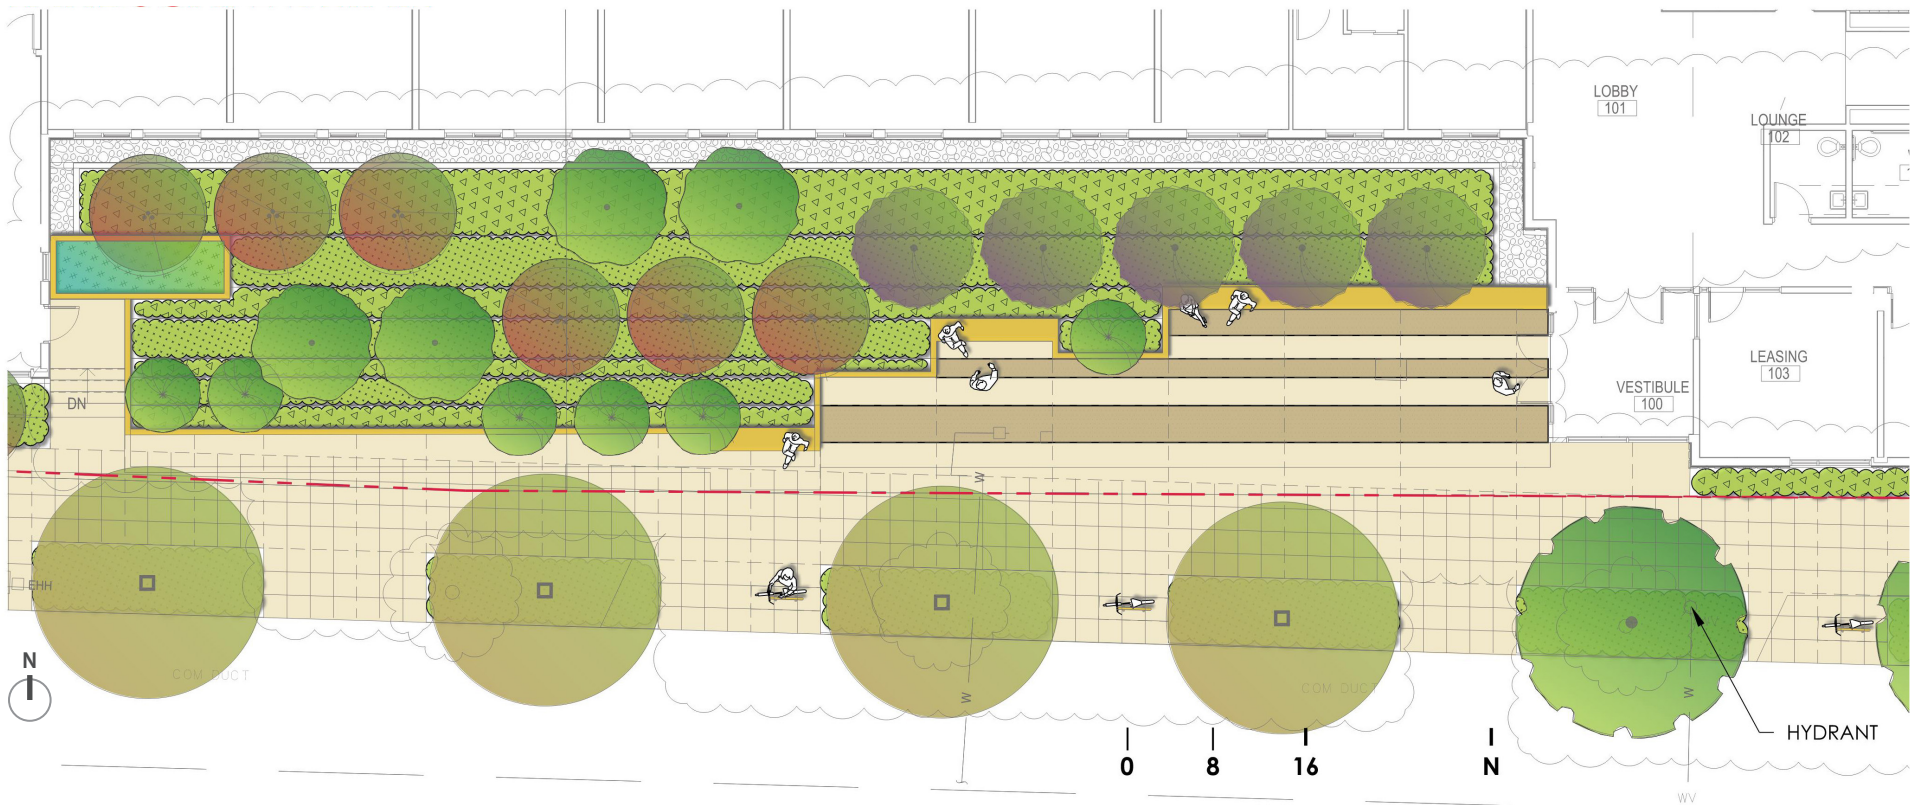 LOBBY
101
LOUNGE
102
LEASING
103
VESTIBULE
100
DN
W
EHH
N
COM DUCT
COM DUCT
W
W
HYDRANT
0 8 16 N
WV